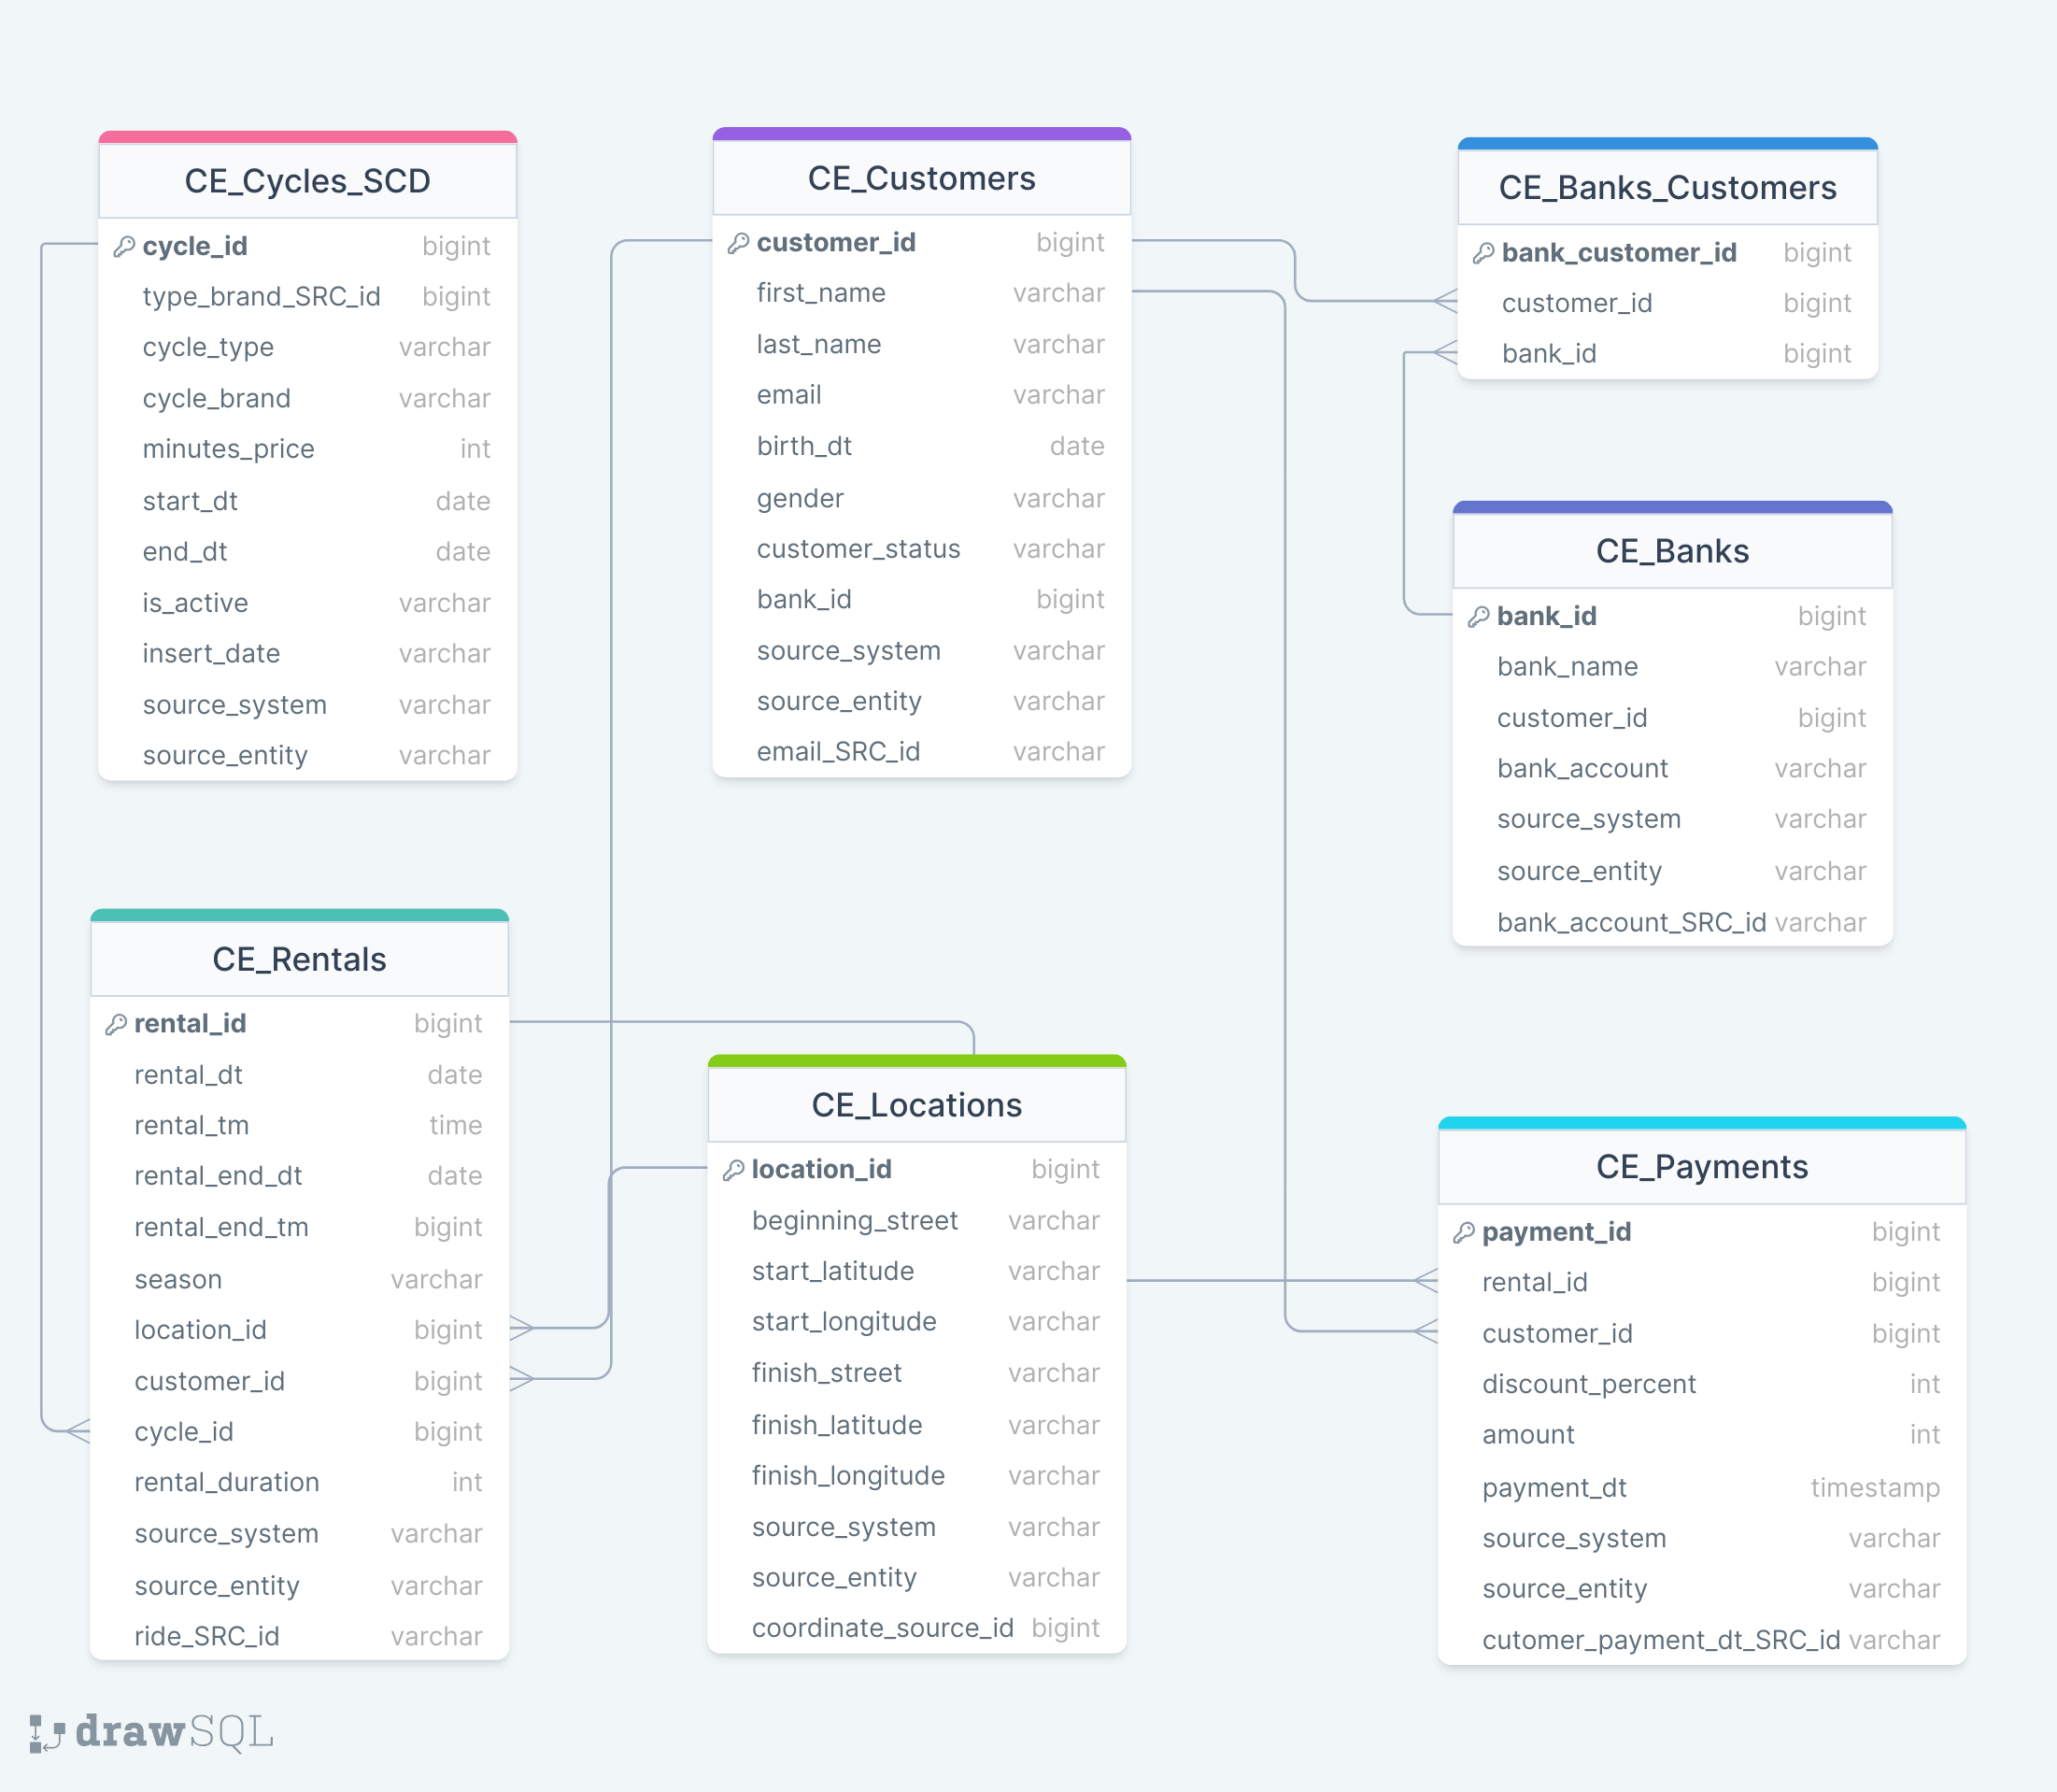 CE_Cycles_SCD
cycle_id bigint
type_brand_SRC_id bigint
cycle_type varchar
cycle_brand varchar
minutes_price int
start_dt date
end_dt date
is_active varchar
insert_date varchar
source_system varchar
source_entity varchar
CE_Customers
customer_id bigint
first_name varchar
last_name varchar
email varchar
birth_dt date
gender varchar
customer_status varchar
bank_id bigint
source_system varchar
source_entity varchar
email_SRC_id varchar
CE_Banks_Customers
bank_customer_id bigint
customer_id bigint
bank_id bigint
CE_Banks
bank_id bigint
bank_name varchar
customer_id bigint
bank_account varchar
source_system varchar
source_entity varchar
bank_account_SRC_id varchar
CE_Rentals
rental_id bigint
rental_dt date
rental_tm time
rental_end_dt date
rental_end_tm bigint
season varchar
location_id bigint
customer_id bigint
cycle_id bigint
rental_duration int
source_system varchar
source_entity varchar
ride_SRC_id varchar
CE_Locations
location_id bigint
beginning_street varchar
start_latitude varchar
start_longitude varchar
finish_street varchar
finish_latitude varchar
finish_longitude varchar
source_system varchar
source_entity varchar
coordinate_source_id bigint
CE_Payments
payment_id bigint
rental_id bigint
customer_id bigint
discount_percent int
amount int
payment_dt timestamp
source_system varchar
source_entity varchar
cutomer_payment_dt_SRC_id varchar
drawSQL